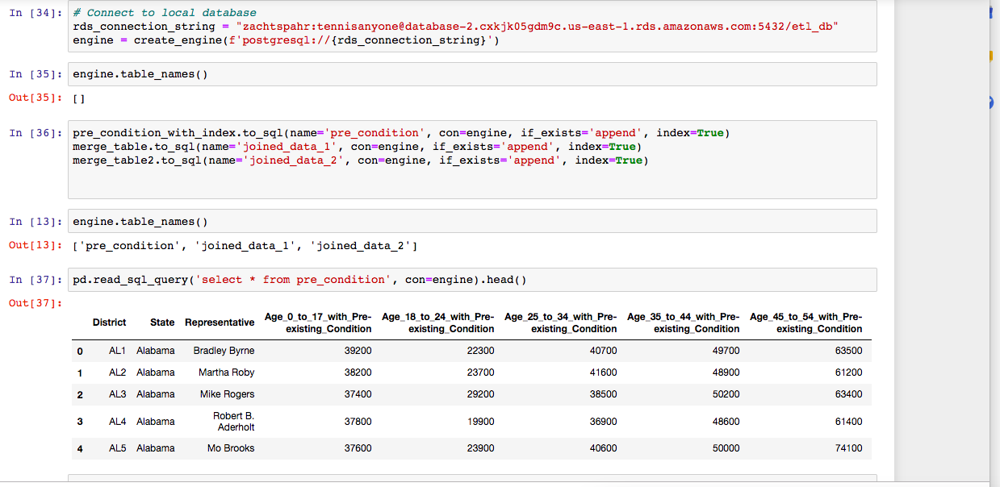 In [34]: # Connect to local database
rds_connection_string = "zachtspahr:tennisanyone@database-2.cxkjk05gdm9c.us-east-1.rds.amazonaws.com:5432/etl_db"
engine = create_engine(f'postgresql://{rds_connection_string}')
In [35]: engine.table_names()
Out[35]: []
In [36]: pre_condition_with_index.to_sql(name='pre_condition', con=engine, if_exists='append', index=True)
merge_table.to_sql(name='joined_data_1', con=engine, if_exists='append', index=True)
merge_table2.to_sql(name='joined_data_2', con=engine, if_exists='append', index=True)
In [13]: engine.table_names()
Out[13]: ['pre_condition', 'joined_data_1', 'joined_data_2']
In [37]: pd.read_sql_query('select * from pre_condition', con=engine).head()
Out[37]:
District State Representative Age_0_to_17_with_Pre-existing_Condition Age_18_to_24_with_Pre-existing_Condition Age_25_to_34_with_Pre-existing_Condition Age_35_to_44_with_Pre-existing_Condition Age_45_to_54_with_Pre-existing_Condition
0 AL1 Alabama Bradley Byrne 39200 22300 40700 49700 63500
1 AL2 Alabama Martha Roby 38200 23700 41600 48900 61200
2 AL3 Alabama Mike Rogers 37400 29200 38500 50200 63400
3 AL4 Alabama Robert B. Aderholt 37800 19900 36900 48600 61400
4 AL5 Alabama Mo Brooks 37600 23900 40600 50000 74100